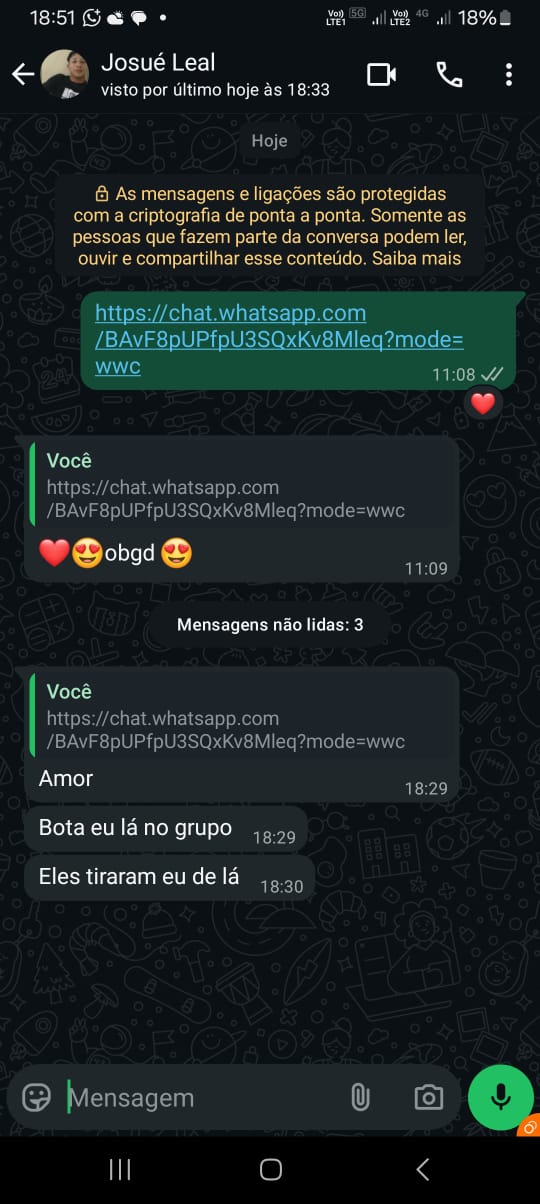 18:51
Vo)) LTE1 5G Vo)) LTE2 4G 18%
Josué Leal
visto por último hoje às 18:33
Hoje
As mensagens e ligações são protegidas
com a criptografia de ponta a ponta. Somente as
pessoas que fazem parte da conversa podem ler,
ouvir e compartilhar esse conteúdo. Saiba mais
https://chat.whatsapp.com
/BAvF8pUPfpU3SQxKv8Mleq?mode=
wwc
11:08
Você
https://chat.whatsapp.com
/BAvF8pUPfpU3SQxKv8Mleq?mode=wwc
❤️😍obgd 😍
11:09
Mensagens não lidas: 3
Você
https://chat.whatsapp.com
/BAvF8pUPfpU3SQxKv8Mleq?mode=wwc
Amor
18:29
Bota eu lá no grupo 18:29
Eles tiraram eu de lá 18:30
Mensagem